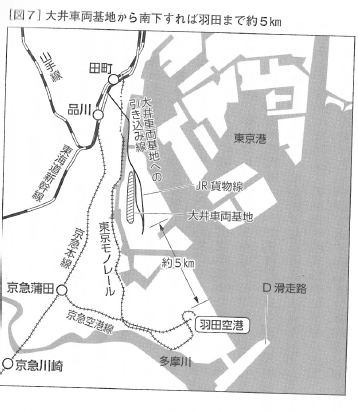 [図7] 大井車両基地から南下すれば羽田まで約5km
山手線
田町
品川
大井車両基地への
引き込み線
東京港
東海道新幹線
JR貨物線
大井車両基地
京急本線
東京モノレール
約5km
京急蒲田
D滑走路
京急空港線
羽田空港
多摩川
京急川崎